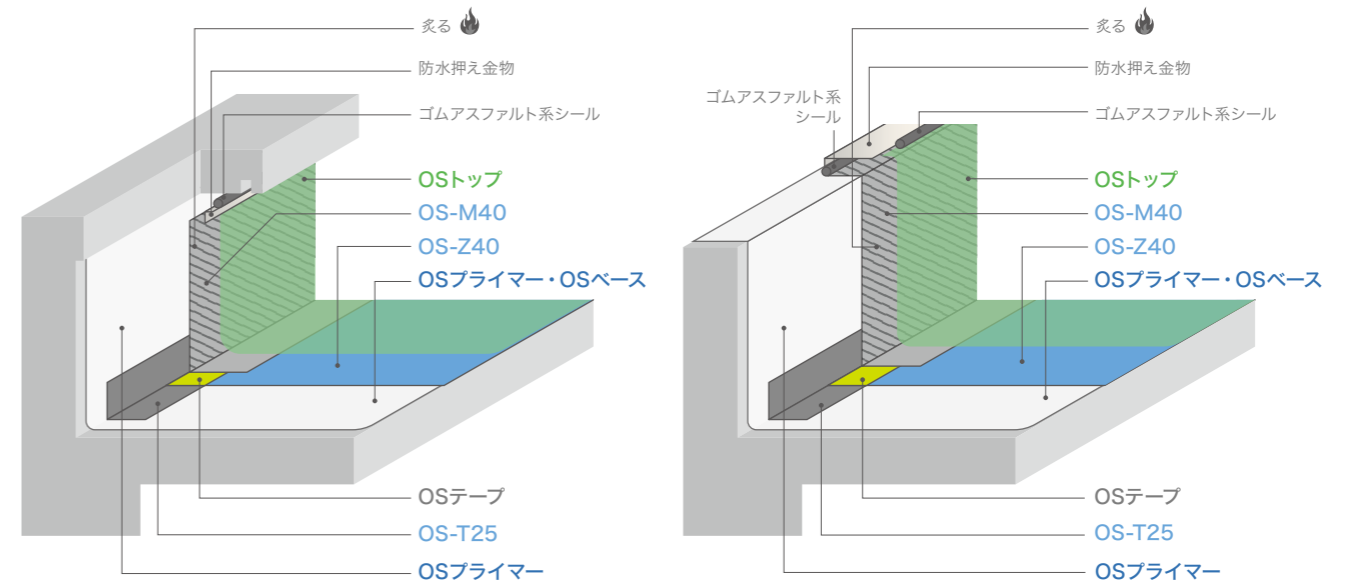 炙る
防水押え金物
ゴムアスファルト系シール
OSトップ
OS-M40
OS-Z40
OSプライマー・OSベース
OSテープ
OS-T25
OSプライマー
炙る
防水押え金物
ゴムアスファルト系
シール
ゴムアスファルト系シール
OSトップ
OS-M40
OS-Z40
OSプライマー・OSベース
OSテープ
OS-T25
OSプライマー